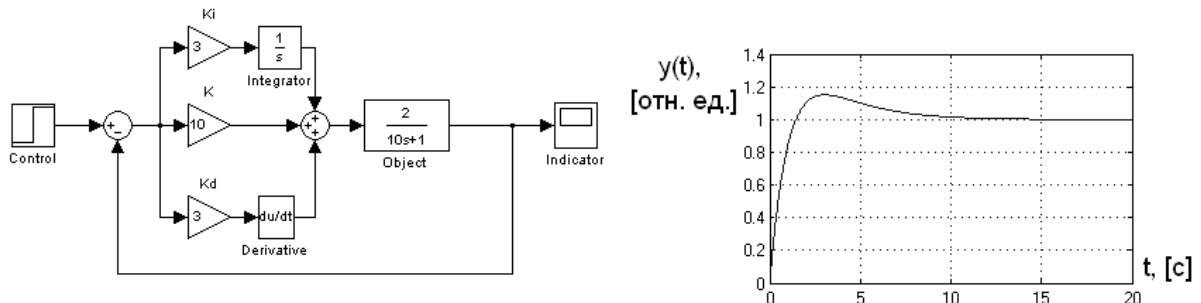 Ki
3
1
s
Integrator
K
+
−
10
+
+
+
2
10s+1
Control
Object
Indicator
Kd
3
du/dt
Derivative
y(t),
[отн. ед.]
1.4
1.2
1
0.8
0.6
0.4
0.2
0
0
5
10
15
20
t, [c]